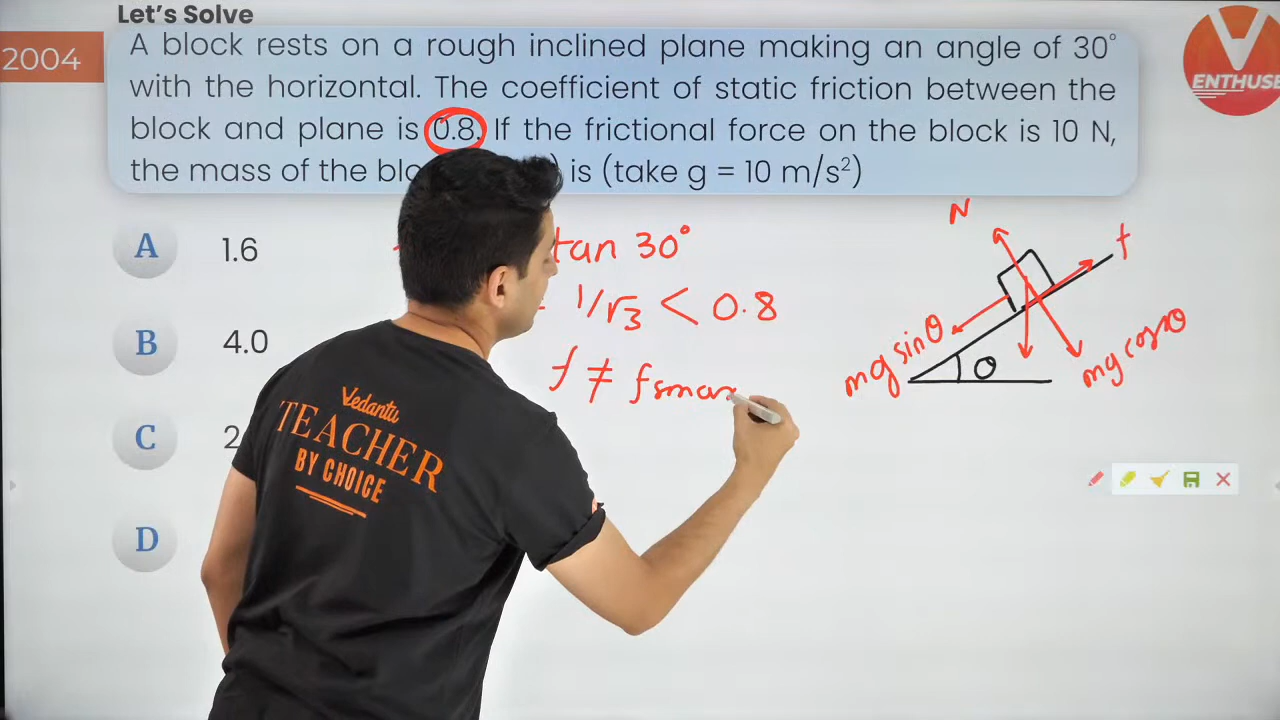 Let's Solve
2004
A block rests on a rough inclined plane making an angle of 30°
with the horizontal. The coefficient of static friction between the
block and plane is 0.8. If the frictional force on the block is 10 N,
the mass of the is (take g = 10 m/s²)
V
ENTHUSE
A 1.6
B 4.0
C 2
D
tan 30°
1/√3 < 0.8
f ≠ fsmax
N
f
mg sinθ
θ
mg cosθ
Vedantu
TEACHER
BY CHOICE